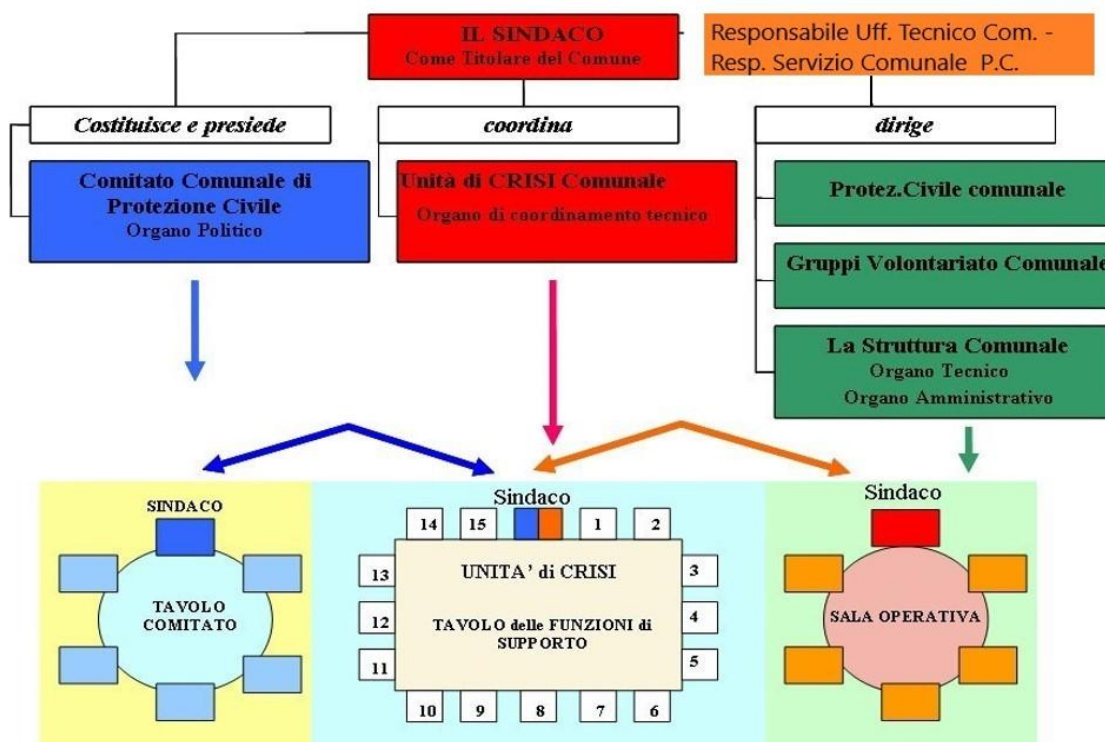 IL SINDACO
Come Titolare del Comune
Responsabile Uff. Tecnico Com. -
Resp. Servizio Comunale P.C.
Costituisce e presiede
coordina
dirige
Comitato Comunale di
Protezione Civile
Organo Politico
Unità di CRISI Comunale
Organo di coordinamento tecnico
Protez.Civile comunale
Gruppi Volontariato Comunale
La Struttura Comunale
Organo Tecnico
Organo Amministrativo
SINDACO
TAVOLO
COMITATO
Sindaco
14
15
1
2
13
3
12
4
11
5
10
9
8
7
6
UNITA' di CRISI
TAVOLO delle FUNZIONI di
SUPPORTO
Sindaco
SALA OPERATIVA